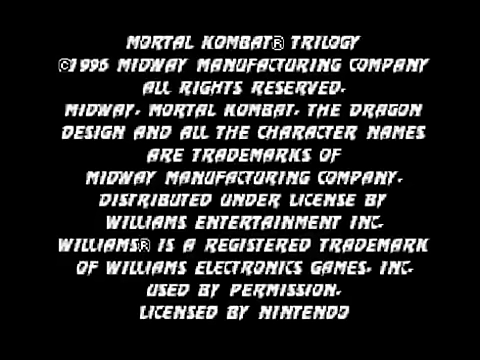 MORTAL KOMBAT® TRILOGY
©1996 MIDWAY MANUFACTURING COMPANY
ALL RIGHTS RESERVED.
MIDWAY, MORTAL KOMBAT, THE DRAGON
DESIGN AND ALL THE CHARACTER NAMES
ARE TRADEMARKS OF
MIDWAY MANUFACTURING COMPANY.
DISTRIBUTED UNDER LICENSE BY
WILLIAMS ENTERTAINMENT INC.
WILLIAMS® IS A REGISTERED TRADEMARK
OF WILLIAMS ELECTRONICS GAMES, INC.
USED BY PERMISSION.
LICENSED BY NINTENDO